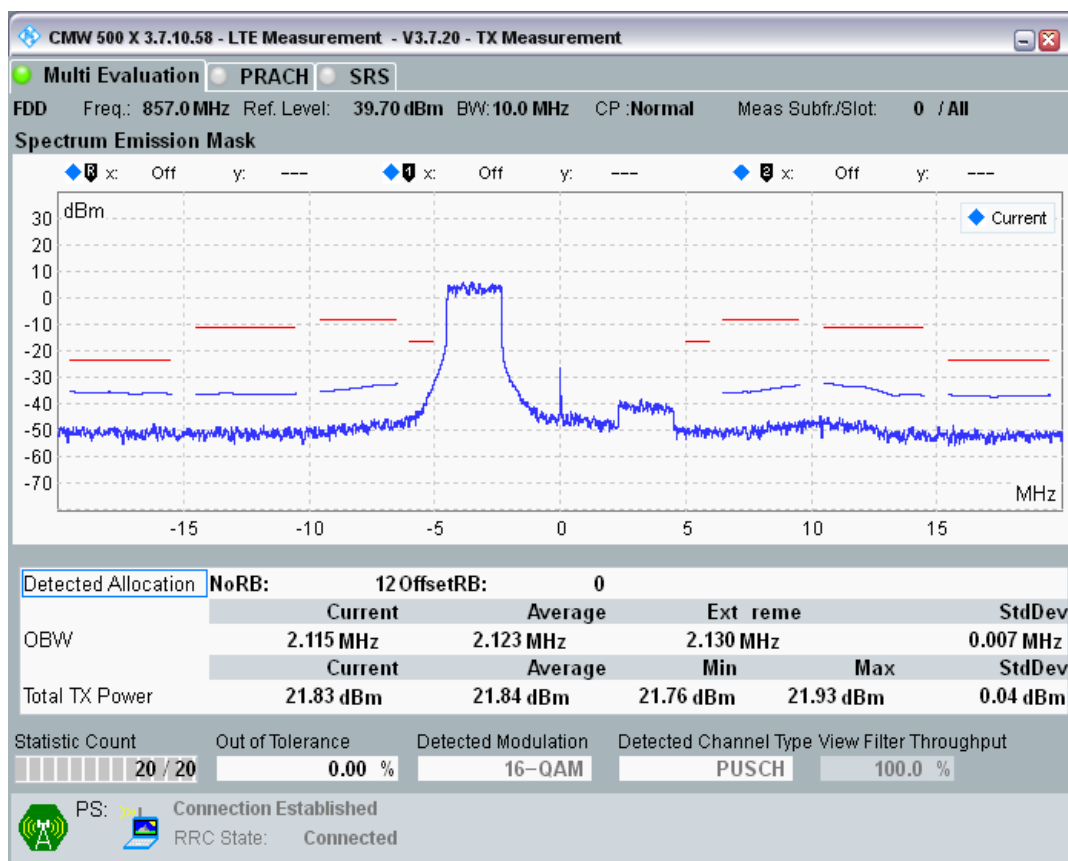 CMW 500 X 3.7.10.58 - LTE Measurement - V3.7.20 - TX Measurement
Multi Evaluation PRACH SRS
FDD Freq.: 857.0 MHz Ref. Level: 39.70 dBm BW: 10.0 MHz CP :Normal Meas Subfr./Slot: 0 / All
Spectrum Emission Mask
R x: Off y: --- 1 x: Off y: --- 2 x: Off y: ---
dBm
Current
30
20
10
0
-10
-20
-30
-40
-50
-60
-70
MHz
-15 -10 -5 0 5 10 15
Detected Allocation NoRB: 12 OffsetRB: 0
Current Average Ext reme StdDev
OBW 2.115 MHz 2.123 MHz 2.130 MHz 0.007 MHz
Current Average Min Max StdDev
Total TX Power 21.83 dBm 21.84 dBm 21.76 dBm 21.93 dBm 0.04 dBm
Statistic Count Out of Tolerance Detected Modulation Detected Channel Type View Filter Throughput
20 / 20 0.00 % 16-QAM PUSCH 100.0 %
PS: Connection Established
RRC State: Connected